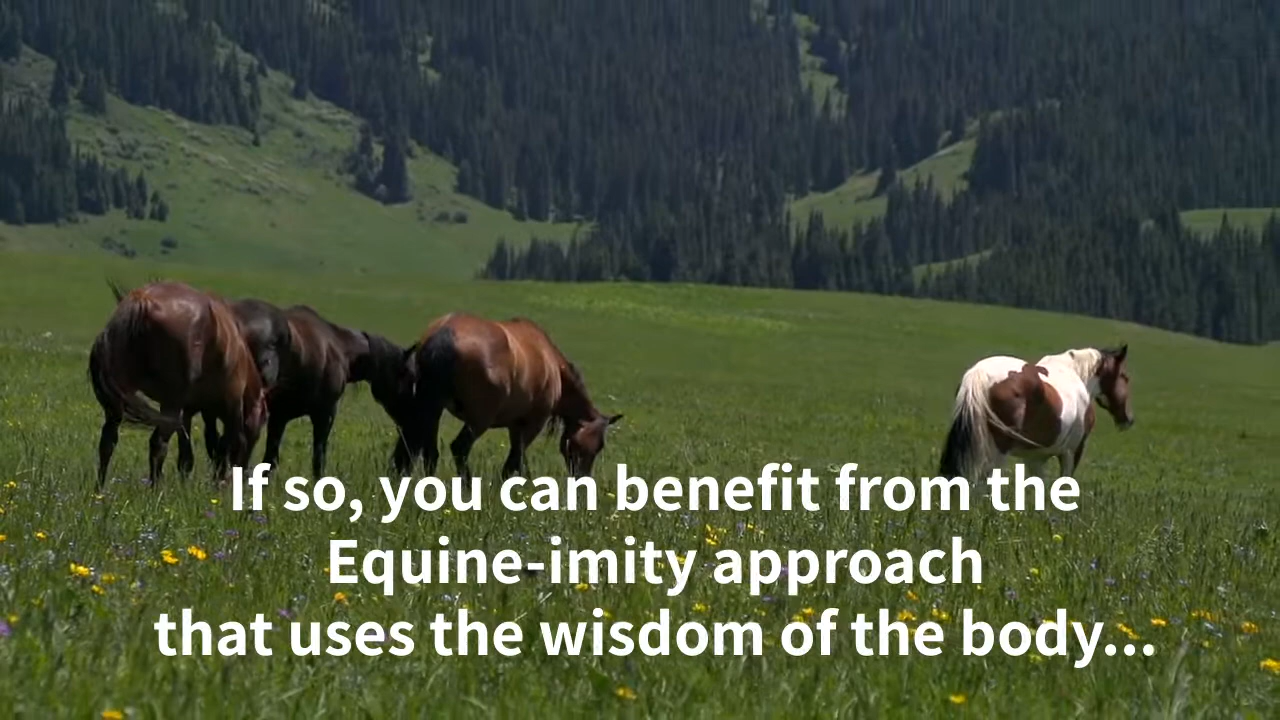 If so, you can benefit from the
Equine-imity approach
that uses the wisdom of the body...